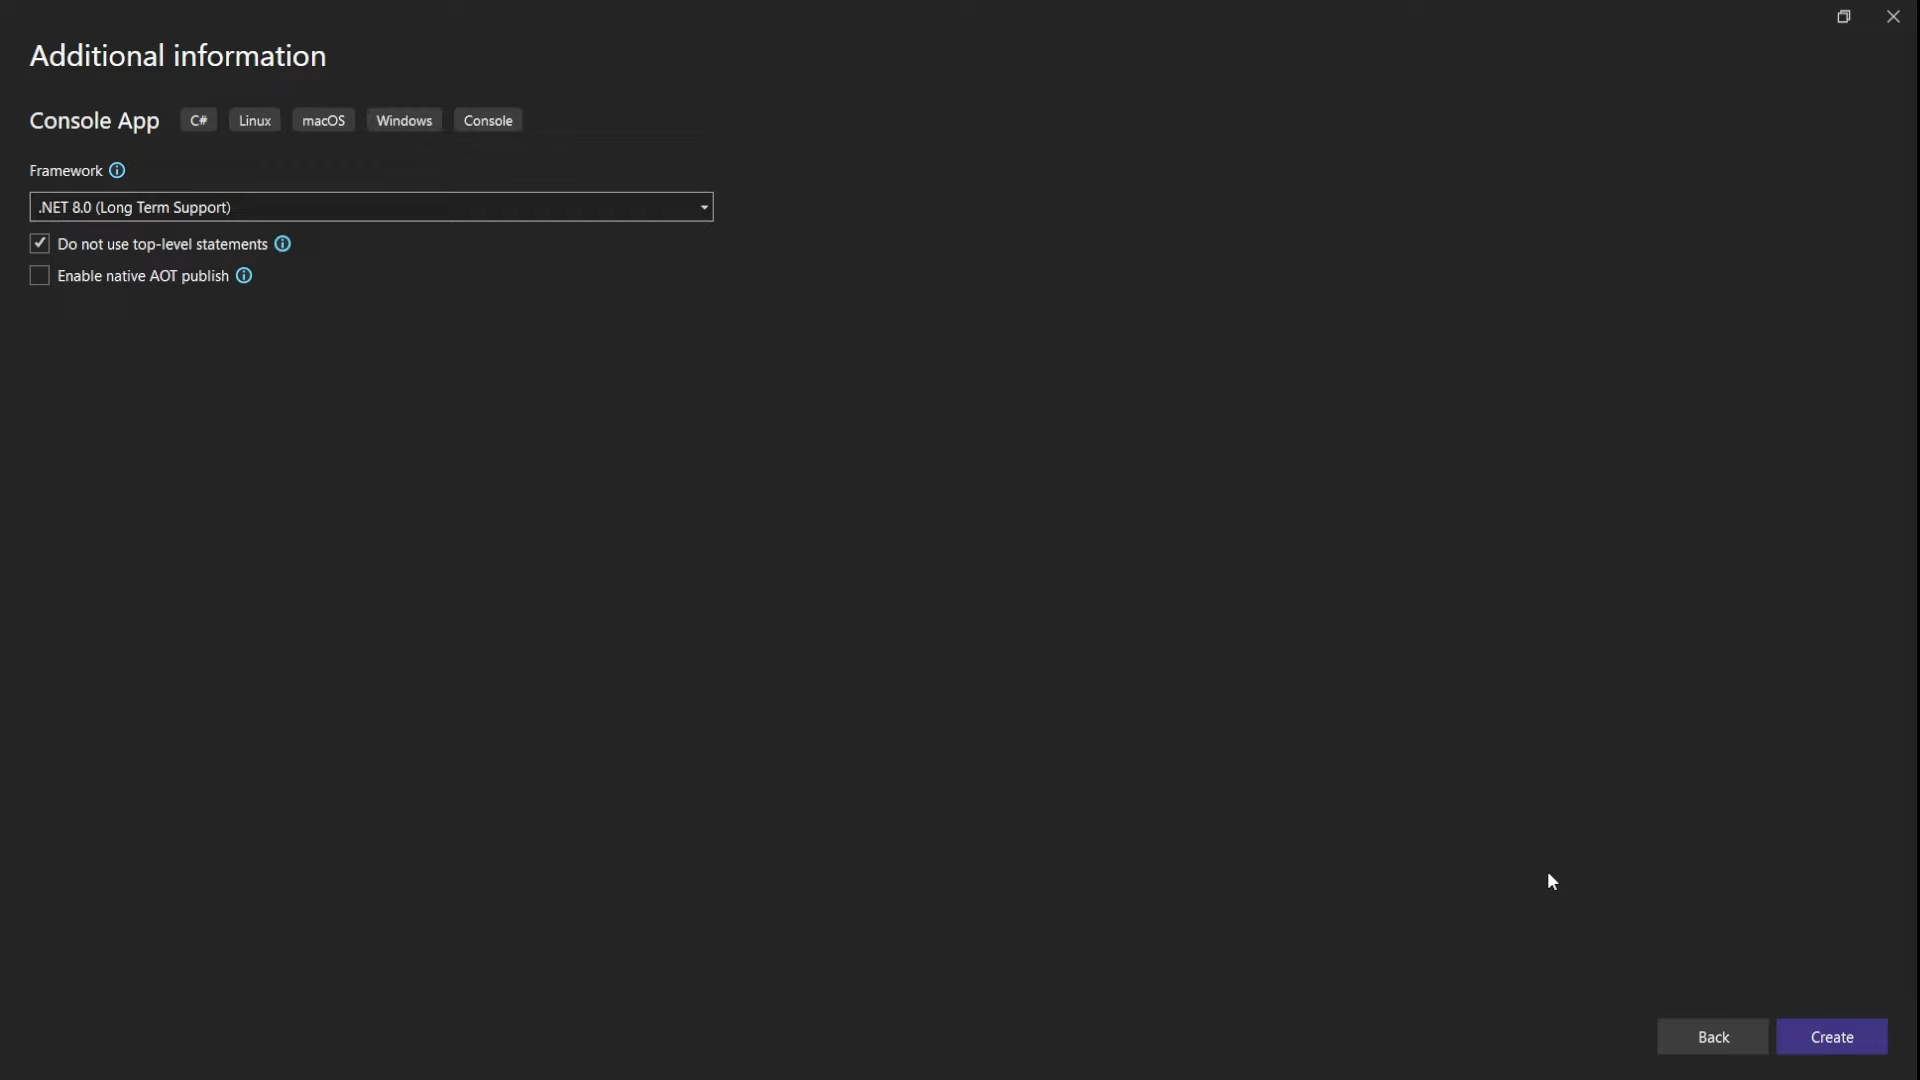 Additional information
Console App C# Linux macOS Windows Console
Framework
.NET 8.0 (Long Term Support)
Do not use top-level statements
Enable native AOT publish
Back Create